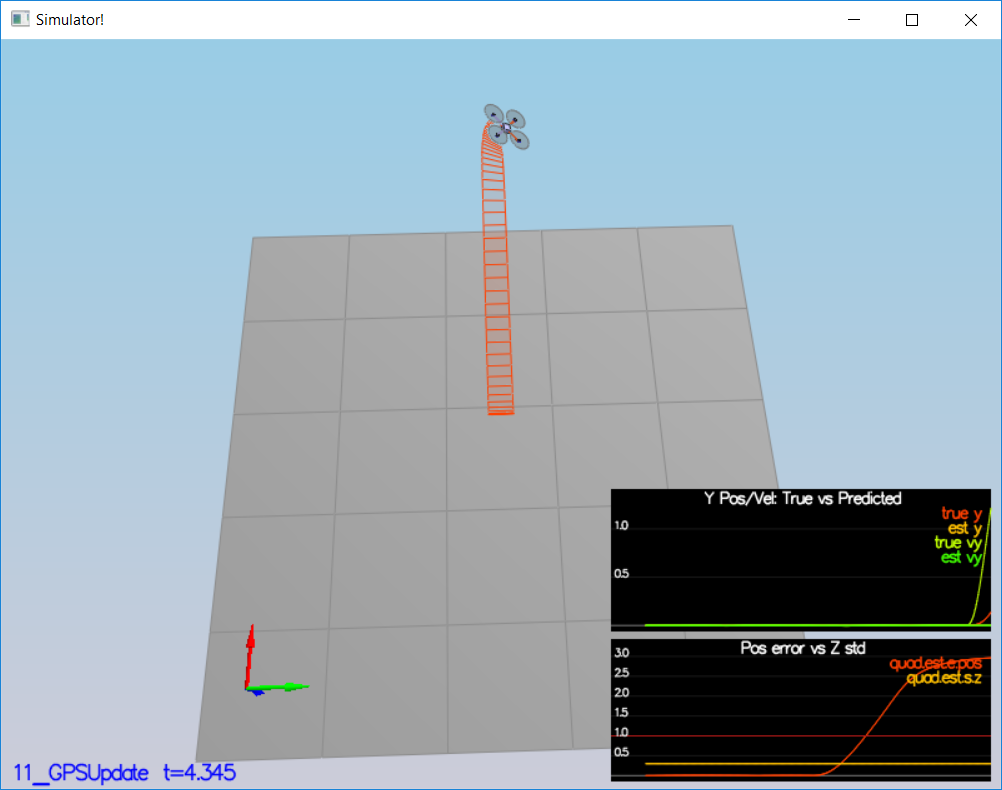 Simulator!
Y Pos/Vel: True vs Predicted
true y
1.0
est y
true vy
est vy
0.5
Pos error vs Z std
3.0
quad.est.e.pos
2.5
quad.est.s.z
2.0
1.5
1.0
0.5
11_GPSUpdate t=4.345